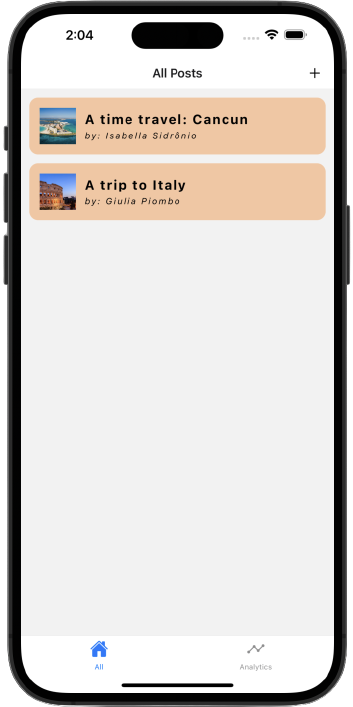 2:04
All Posts +
A time travel: Cancun
by: Isabella Sidrônio
A trip to Italy
by: Giulia Piombo
All
Analytics